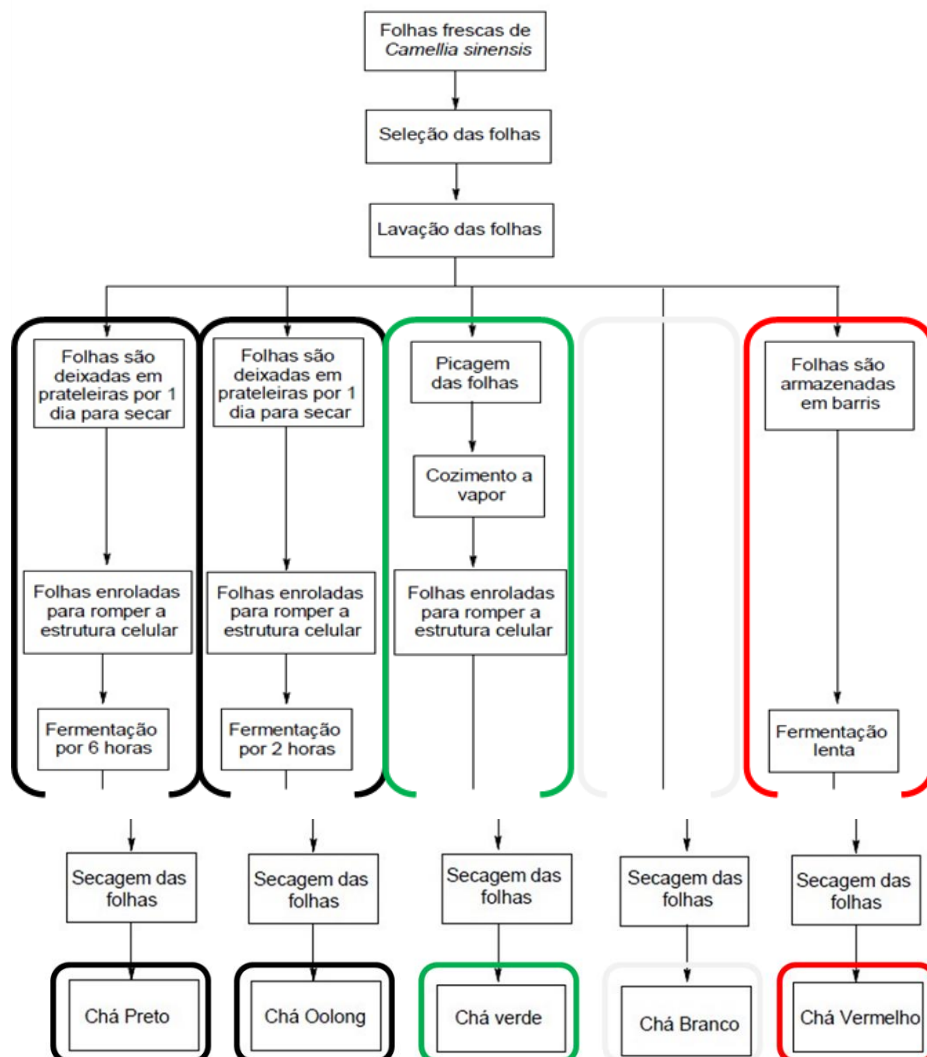 Folhas frescas de
Camellia sinensis
Seleção das folhas
Lavação das folhas
Folhas são
deixadas em
prateleiras por 1
dia para secar
Folhas enroladas
para romper a
estrutura celular
Fermentação
por 6 horas
Folhas são
deixadas em
prateleiras por 1
dia para secar
Folhas enroladas
para romper a
estrutura celular
Fermentação
por 2 horas
Picagem
das folhas
Cozimento a
vapor
Folhas enroladas
para romper a
estrutura celular
Folhas são
armazenadas
em barris
Fermentação
lenta
Secagem das
folhas
Secagem das
folhas
Secagem das
folhas
Secagem das
folhas
Secagem das
folhas
Chá Preto
Chá Oolong
Chá verde
Chá Branco
Chá Vermelho